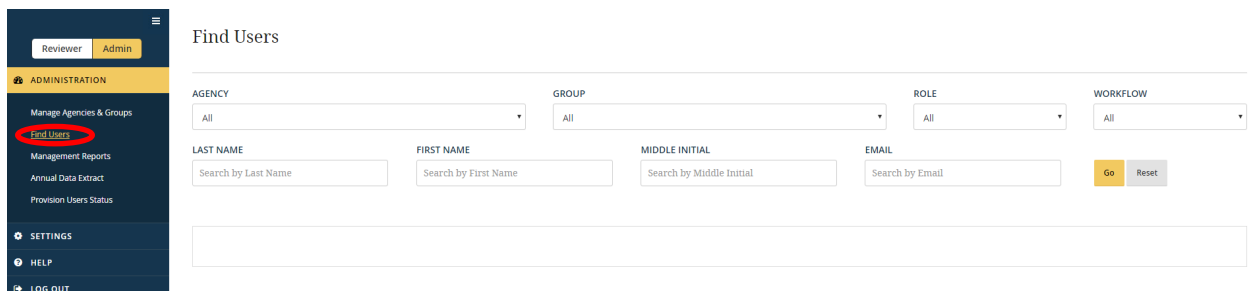 Reviewer Admin
ADMINISTRATION
Manage Agencies & Groups
Find Users
Management Reports
Annual Data Extract
Provision Users Status
SETTINGS
HELP
LOG OUT
Find Users
AGENCY GROUP ROLE WORKFLOW
All All All All
LAST NAME FIRST NAME MIDDLE INITIAL EMAIL
Search by Last Name Search by First Name Search by Middle Initial Search by Email Go Reset